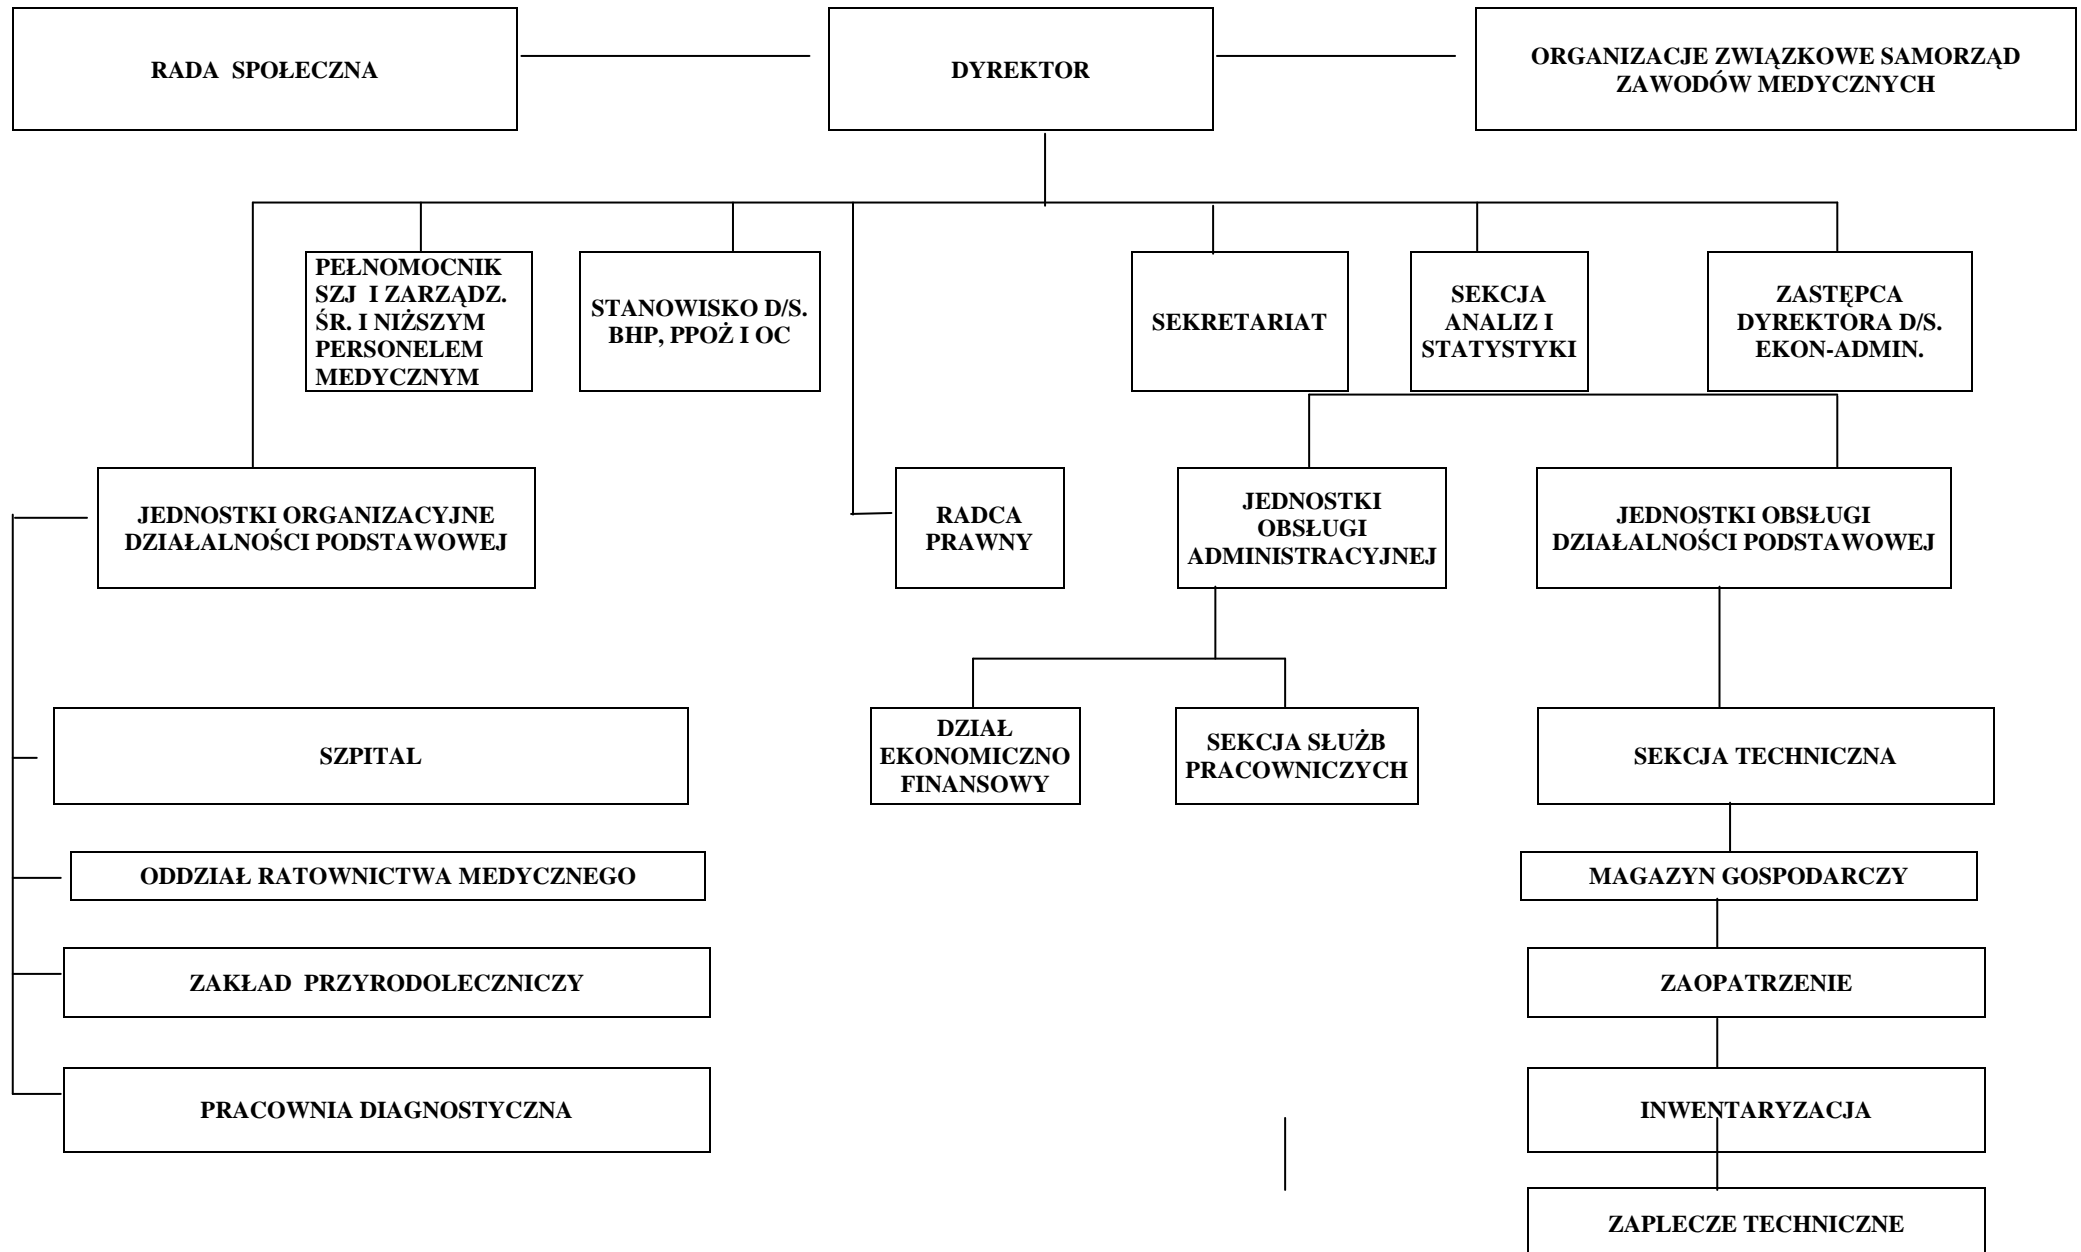 RADA SPOŁECZNA
DYREKTOR
ORGANIZACJE ZWIĄZKOWE SAMORZĄD
ZAWODÓW MEDYCZNYCH
PEŁNOMOCNIK
SZJ I ZARZĄDZ.
ŚR. I NIŻSZYM
PERSONELEM
MEDYCZNYM
STANOWISKO D/S.
BHP, PPOŻ I OC
SEKRETARIAT
SEKCJA
ANALIZ I
STATYSTYKI
ZASTĘPCA
DYREKTORA D/S.
EKON-ADMIN.
JEDNOSTKI ORGANIZACYJNE
DZIAŁALNOŚCI PODSTAWOWEJ
RADCA
PRAWNY
JEDNOSTKI
OBSŁUGI
ADMINISTRACYJNEJ
JEDNOSTKI OBSŁUGI
DZIAŁALNOŚCI PODSTAWOWEJ
SZPITAL
DZIAŁ
EKONOMICZNO
FINANSOWY
SEKCJA SŁUŻB
PRACOWNICZYCH
SEKCJA TECHNICZNA
ODDZIAŁ RATOWNICTWA MEDYCZNEGO
MAGAZYN GOSPODARCZY
ZAKŁAD PRZYRODOLECZNICZY
ZAOPATRZENIE
PRACOWNIA DIAGNOSTYCZNA
INWENTARYZACJA
ZAPLECZE TECHNICZNE